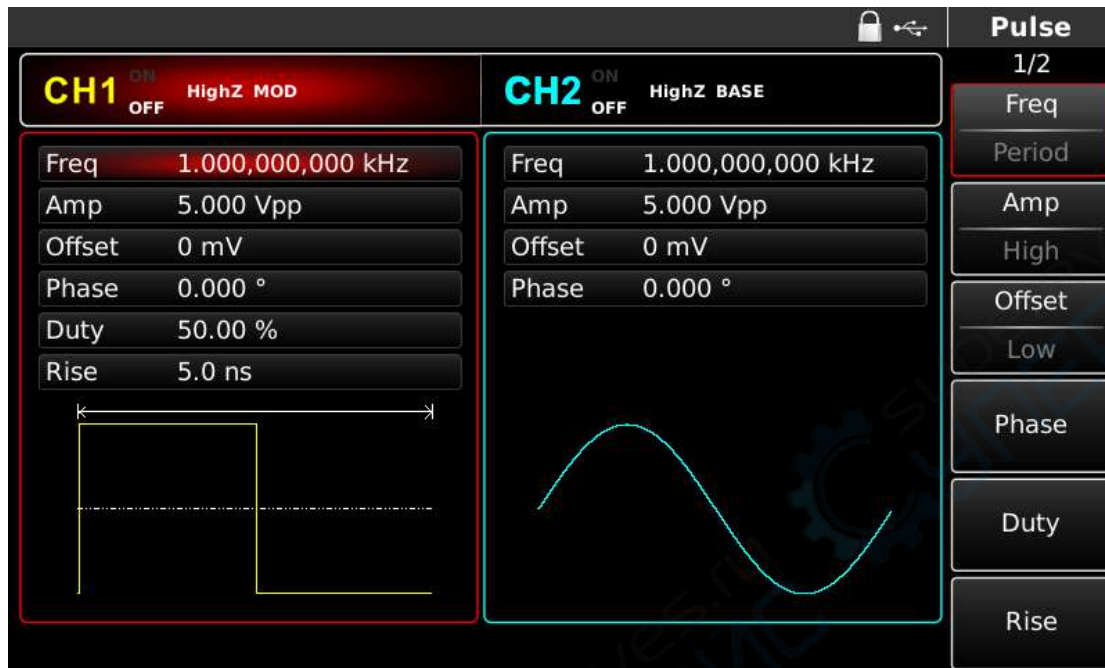 Pulse
1/2
CH1 ON OFF HighZ MOD
CH2 ON OFF HighZ BASE
Freq 1.000,000,000 kHz
Amp 5.000 Vpp
Offset 0 mV
Phase 0.000 °
Duty 50.00 %
Rise 5.0 ns
Freq 1.000,000,000 kHz
Amp 5.000 Vpp
Offset 0 mV
Phase 0.000 °
Freq
Period
Amp
High
Offset
Low
Phase
Duty
Rise